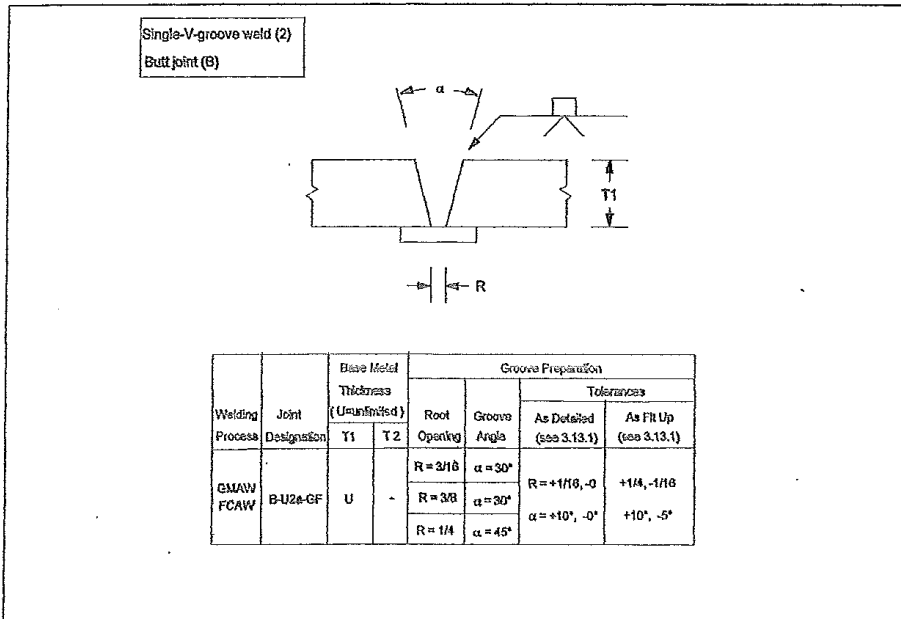 Single-V-groove weld (2)
Butt joint (B)
α
T1
R
Base Metal Thickness (U=unlimited)
Groove Preparation
Tolerances
Welding Process
Joint Designation
T1
T2
Root Opening
Groove Angle
As Detailed (see 3.13.1)
As Fit Up (see 3.13.1)
GMAW
FCAW
B-U2a-GF
U
-
R = 3/16
α = 30°
R = 3/8
α = 30°
R = 1/4
α = 45°
R = +1/16, -0
+1/4, -1/16
α = +10°, -0°
+10°, -5°